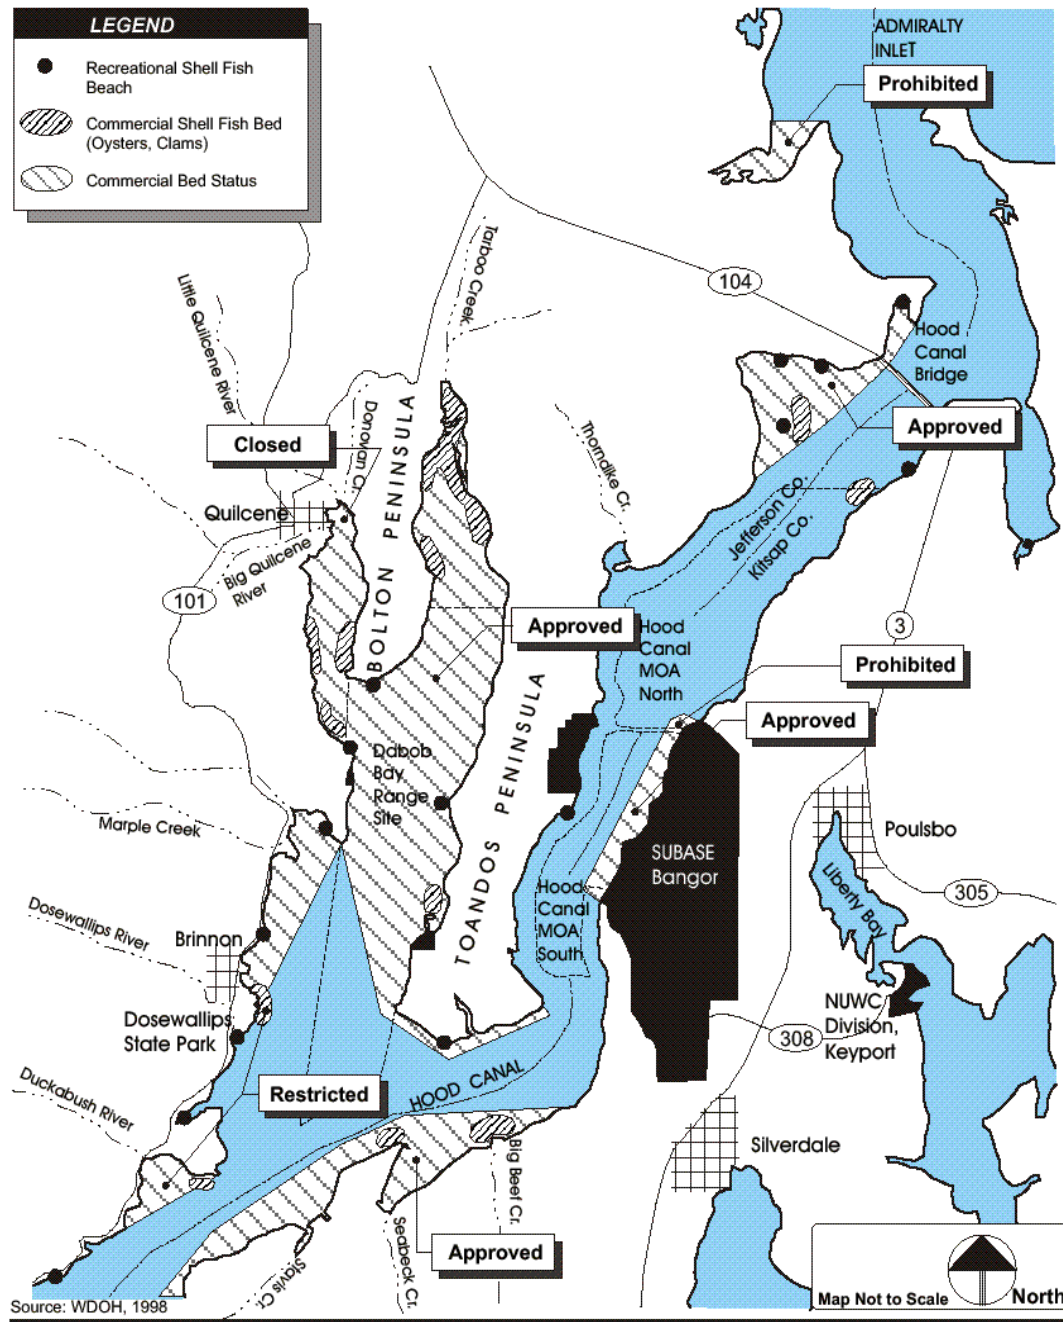 LEGEND
Recreational Shell Fish
Beach
Commercial Shell Fish Bed
(Oysters, Clams)
Commercial Bed Status
ADMIRALTY
INLET
Prohibited
Tarboo Creek
Little Quilcene River
104
Hood
Canal
Bridge
Closed
Donovan Cr.
BOLTON PENINSULA
Thorndike Cr.
Approved
Quilcene
Big Quilcene
River
Jefferson Co.
Kitsap Co.
101
Approved
Hood
Canal
MOA
North
3
Prohibited
Approved
Dabob
Bay
Range
Site
TOANDOS PENINSULA
Marple Creek
SUBASE
Bangor
Poulsbo
Liberty Bay
305
Dosewallips River
Brinnon
Hood
Canal
MOA
South
Dosewallips
State Park
NUWC
Division,
Keyport
308
Duckabush River
Restricted
HOOD CANAL
Silverdale
Big Beef Cr.
Seabeck Cr.
Stavis Cr.
Approved
Map Not to Scale
North
Source: WDOH, 1998